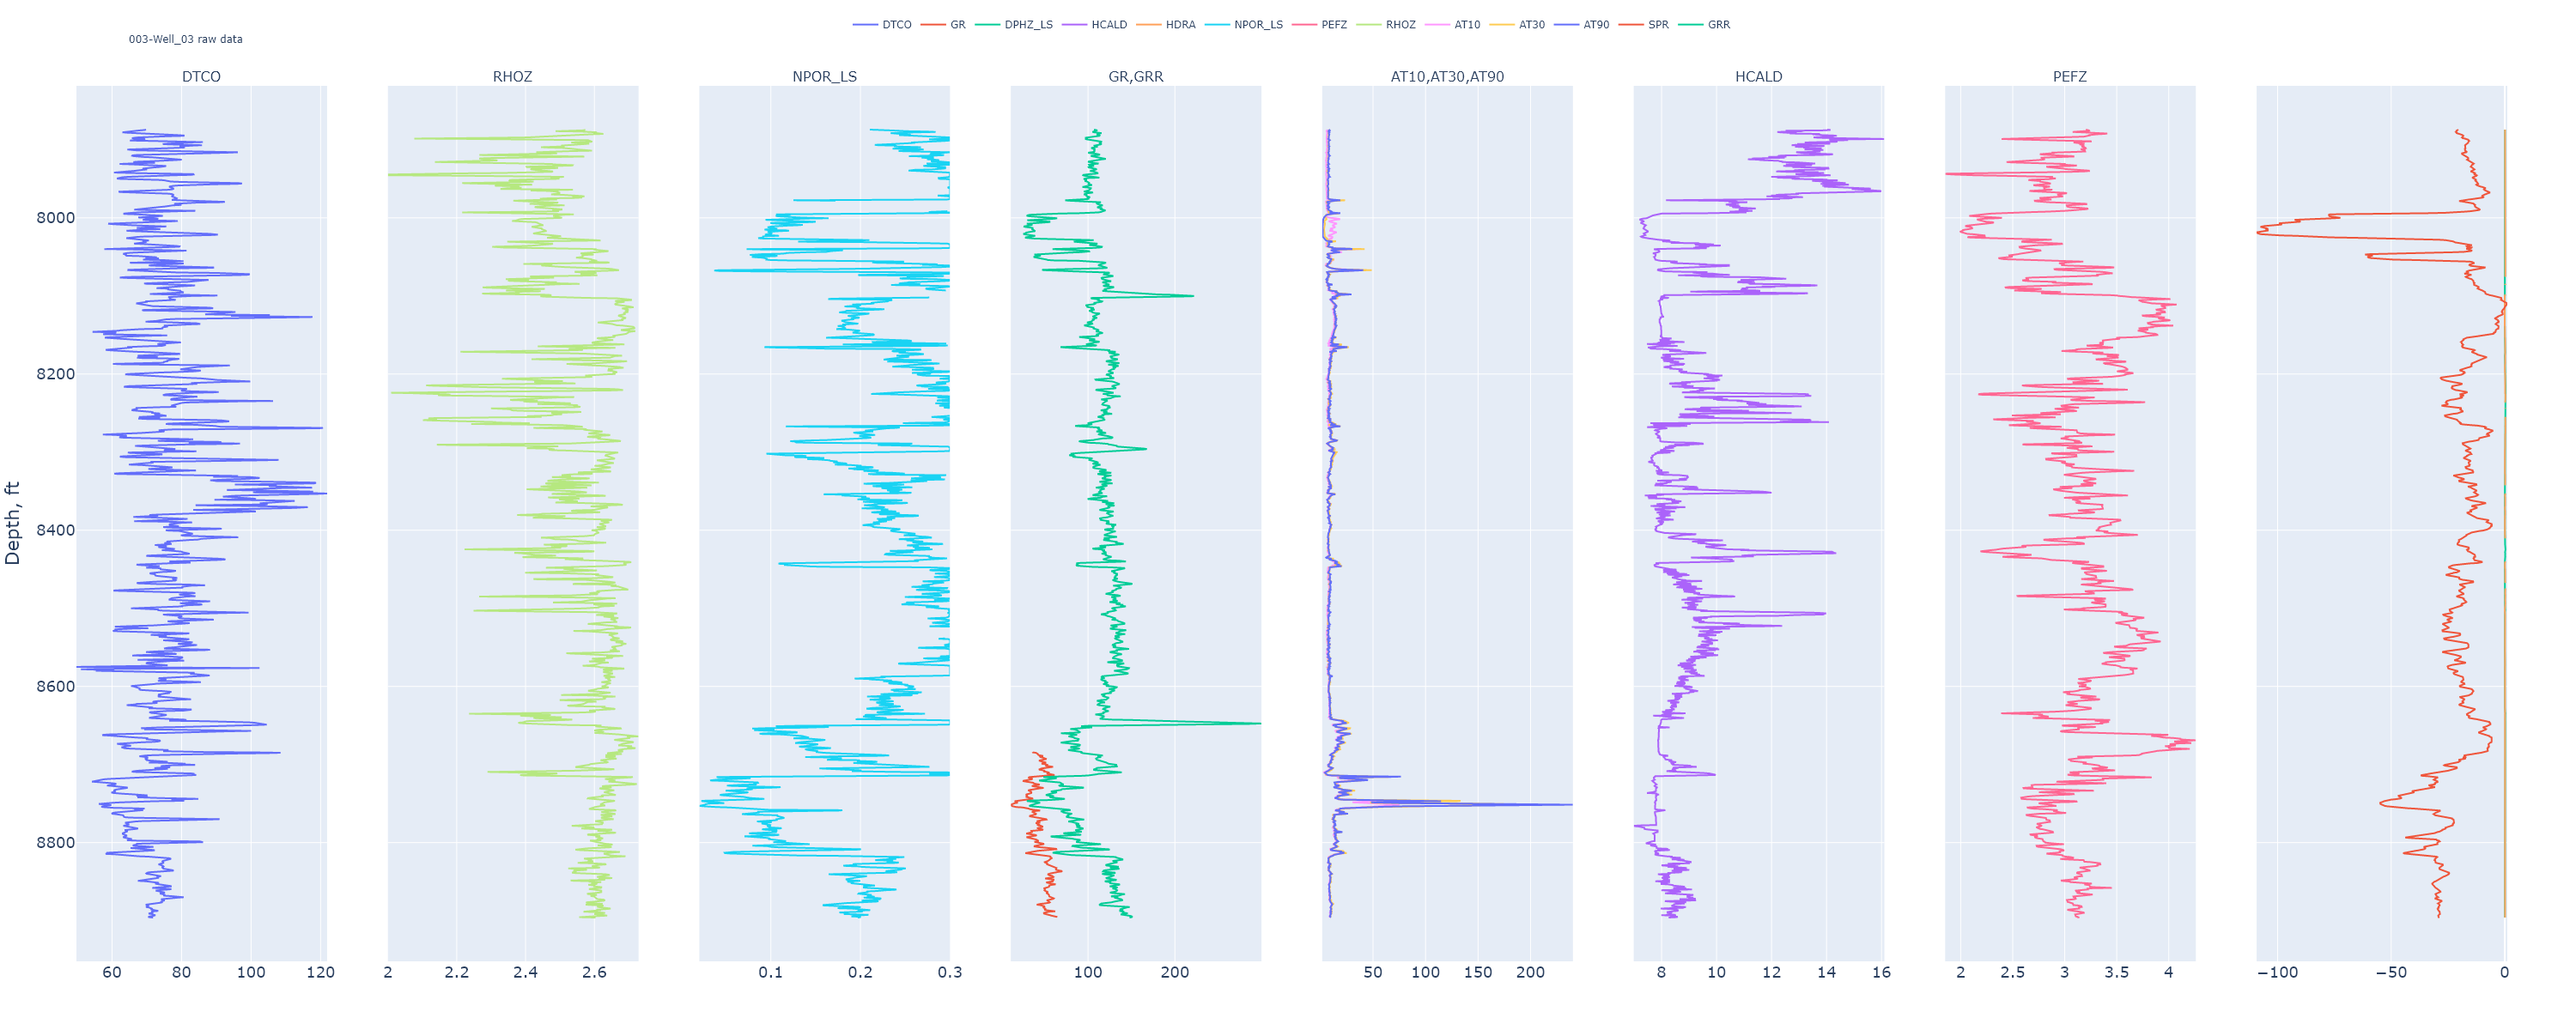 DTCO GR DPHZ_LS HCALD HDRA NPOR_LS PEFZ RHOZ AT10 AT30 AT90 SPR GRR
003-Well_03 raw data
DTCO RHOZ NPOR_LS GR,GRR AT10,AT30,AT90 HCALD PEFZ
8000
8200
8400
Depth, ft
8600
8800
60 80 100 120 2 2.2 2.4 2.6 0.1 0.2 0.3 100 200 50 100 150 200 8 10 12 14 16 2 2.5 3 3.5 4 −100 −50 0